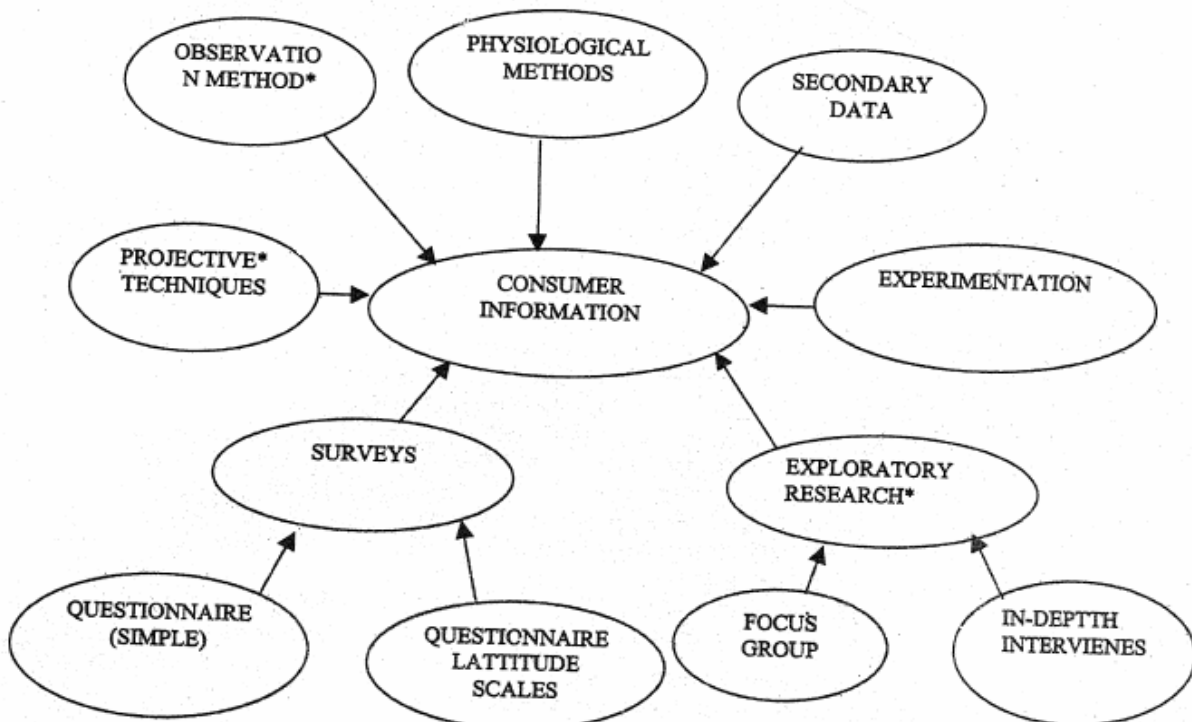 OBSERVATIO
N METHOD*
PHYSIOLOGICAL
METHODS
SECONDARY
DATA
PROJECTIVE*
TECHNIQUES
CONSUMER
INFORMATION
EXPERIMENTATION
SURVEYS
EXPLORATORY
RESEARCH*
QUESTIONNAIRE
(SIMPLE)
QUESTIONNAIRE
LATTITUDE
SCALES
FOCUS
GROUP
IN-DEPTTH
INTERVIENES